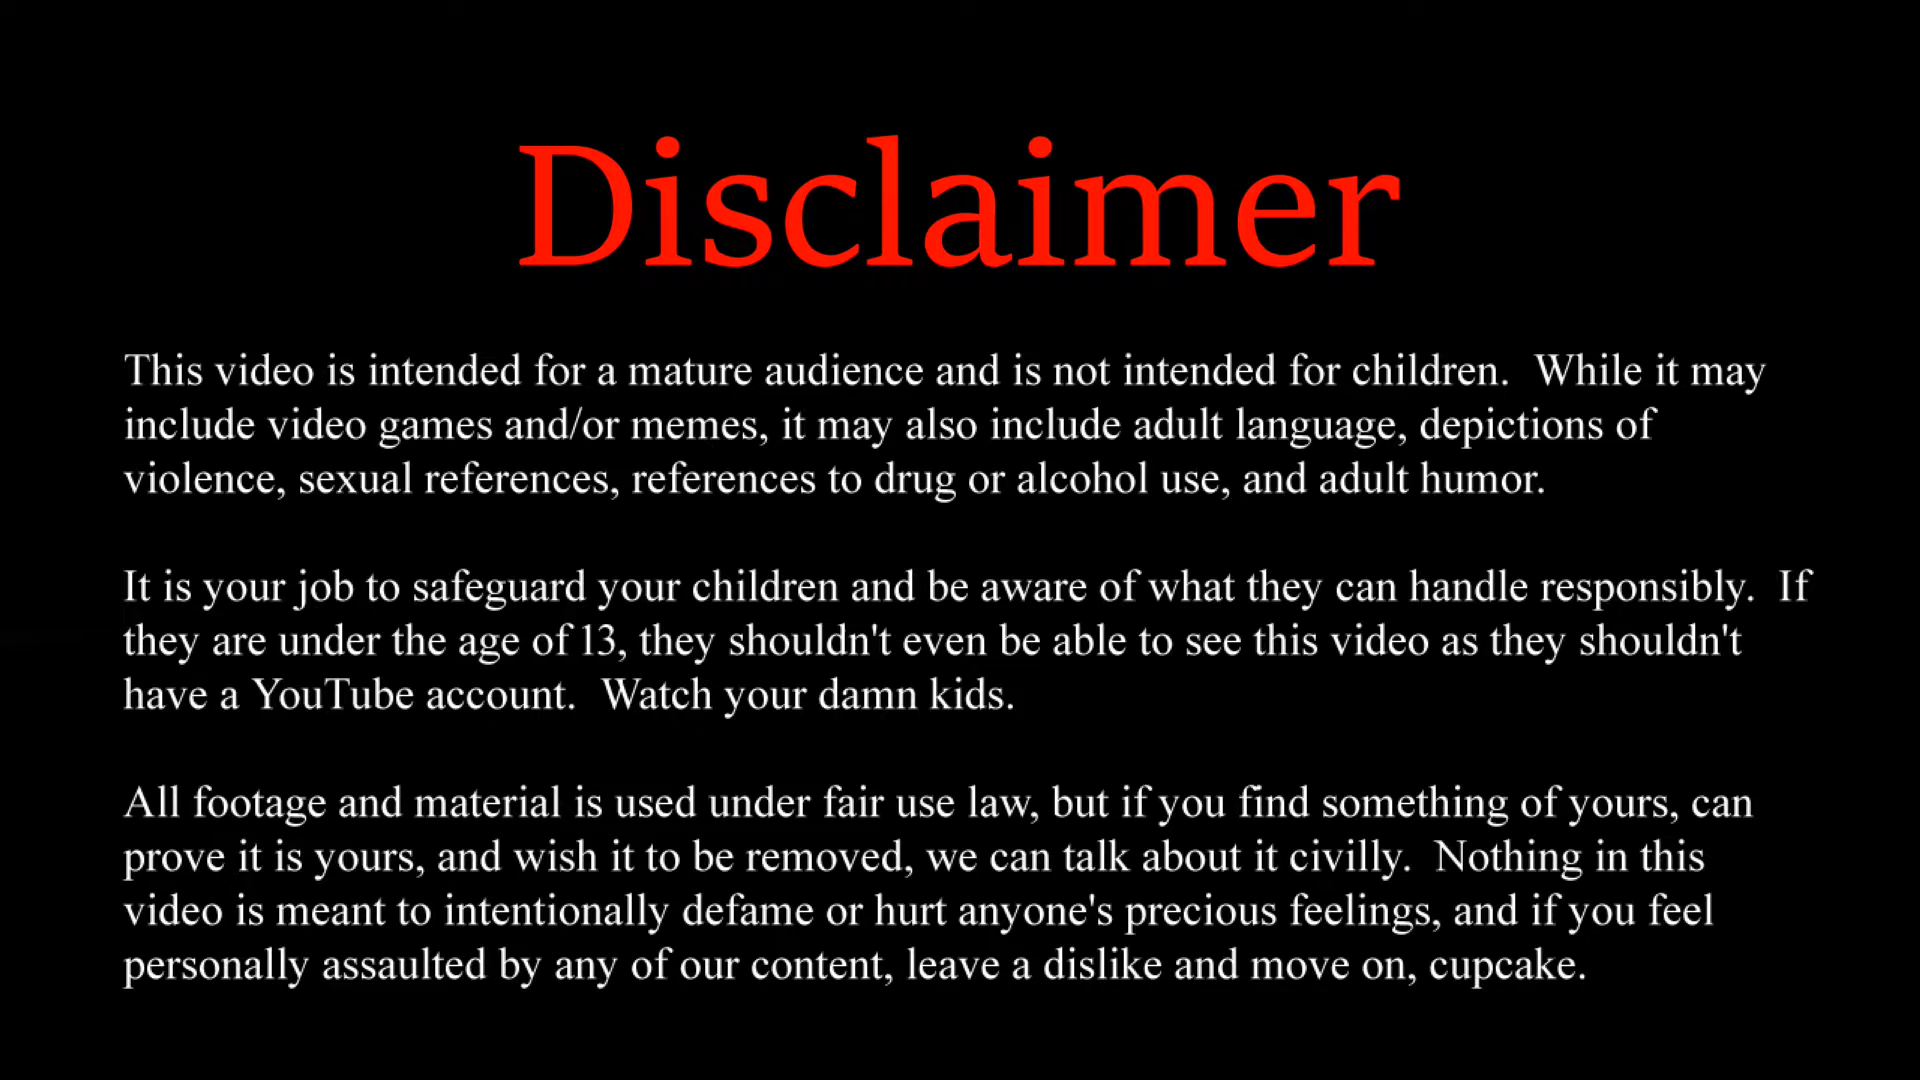 Disclaimer
This video is intended for a mature audience and is not intended for children.  While it may
include video games and/or memes, it may also include adult language, depictions of
violence, sexual references, references to drug or alcohol use, and adult humor.
It is your job to safeguard your children and be aware of what they can handle responsibly.  If
they are under the age of 13, they shouldn't even be able to see this video as they shouldn't
have a YouTube account.  Watch your damn kids.
All footage and material is used under fair use law, but if you find something of yours, can
prove it is yours, and wish it to be removed, we can talk about it civilly.  Nothing in this
video is meant to intentionally defame or hurt anyone's precious feelings, and if you feel
personally assaulted by any of our content, leave a dislike and move on, cupcake.